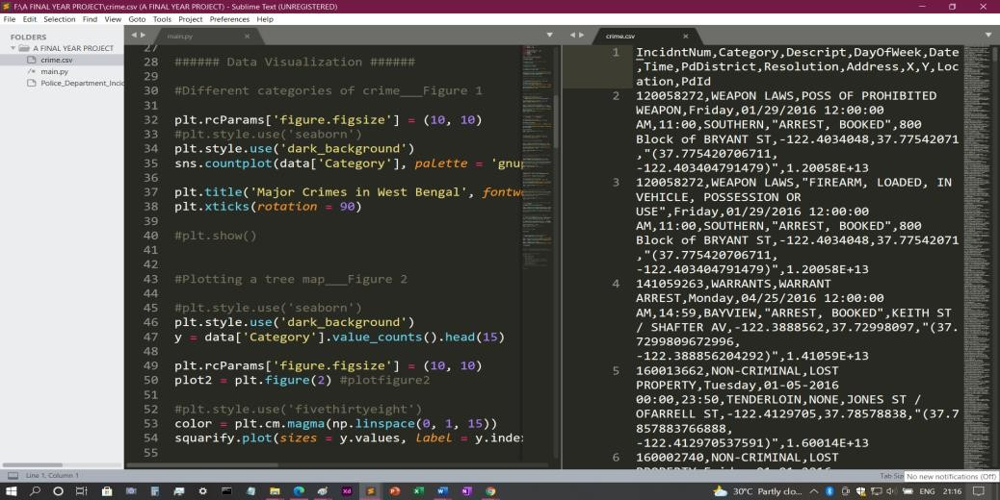 F:\A FINAL YEAR PROJECT\crime.csv (A FINAL YEAR PROJECT) - Sublime Text (UNREGISTERED)
File Edit Selection Find View Goto Tools Project Preferences Help
FOLDERS
A FINAL YEAR PROJECT
crime.csv
/* main.py
Police_Department_Incid
main.py
27
28 ###### Data Visualization ######
29
30 #Different categories of crime___Figure 1
31
32 plt.rcParams['figure.figsize'] = (10, 10)
33 #plt.style.use('seaborn')
34 plt.style.use('dark_background')
35 sns.countplot(data['Category'], palette = 'gnup
36
37 plt.title('Major Crimes in West Bengal', fontwe
38 plt.xticks(rotation = 90)
39
40 #plt.show()
41
42
43 #Plotting a tree map___Figure 2
44
45 #plt.style.use('seaborn')
46 plt.style.use('dark_background')
47 y = data['Category'].value_counts().head(15)
48
49 plt.rcParams['figure.figsize'] = (10, 10)
50 plot2 = plt.figure(2) #plotfigure2
51
52 #plt.style.use('fivethirtyeight')
53 color = plt.cm.magma(np.linspace(0, 1, 15))
54 squarify.plot(sizes = y.values, label = y.index
55
crime.csv
1 IncidntNum,Category,Descript,DayOfWeek,Date
,Time,PdDistrict,Resolution,Address,X,Y,Loc
ation,PdId
2 120058272,WEAPON LAWS,POSS OF PROHIBITED
WEAPON,Friday,01/29/2016 12:00:00
AM,11:00,SOUTHERN,"ARREST, BOOKED",800
Block of BRYANT ST,-122.4034048,37.77542071
,"(37.775420706711,
-122.403404791479)",1.20058E+13
3 120058272,WEAPON LAWS,"FIREARM, LOADED, IN
VEHICLE, POSSESSION OR
USE",Friday,01/29/2016 12:00:00
AM,11:00,SOUTHERN,"ARREST, BOOKED",800
Block of BRYANT ST,-122.4034048,37.77542071
,"(37.775420706711,
-122.403404791479)",1.20058E+13
4 141059263,WARRANTS,WARRANT
ARREST,Monday,04/25/2016 12:00:00
AM,14:59,BAYVIEW,"ARREST, BOOKED",KEITH ST
/ SHAFTER AV,-122.3888562,37.72998097,"(37.
7299809672996,
-122.388856204292)",1.41059E+13
5 160013662,NON-CRIMINAL,LOST
PROPERTY,Tuesday,01-05-2016
00:00,23:50,TENDERLOIN,NONE,JONES ST /
OFARRELL ST,-122.4129705,37.78578838,"(37.7
857883766888,
-122.412970537591)",1.60014E+13
6 160002740,NON-CRIMINAL,LOST
Line 1, Column 1
Tab Siz
No new notifications (Off)
30°C Partly clo...
ENG 21:16